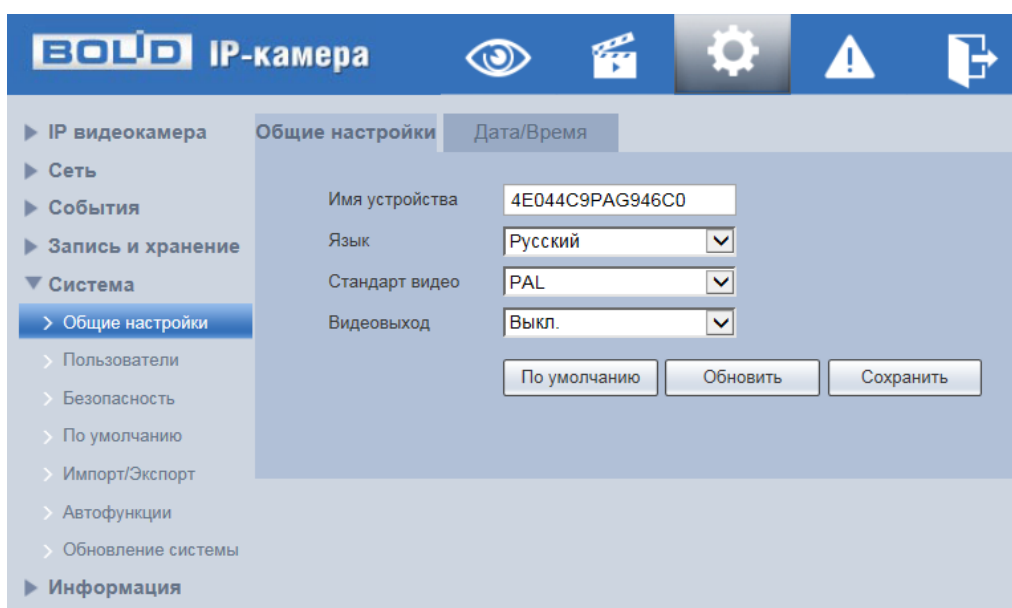 BOLID IP-камера
IP видеокамера
Сеть
События
Запись и хранение
Система
Общие настройки
Пользователи
Безопасность
По умолчанию
Импорт/Экспорт
Автофункции
Обновление системы
Информация
Общие настройки Дата/Время
Имя устройства 4E044C9PAG946C0
Язык Русский
Стандарт видео PAL
Видеовыход Выкл.
По умолчанию Обновить Сохранить